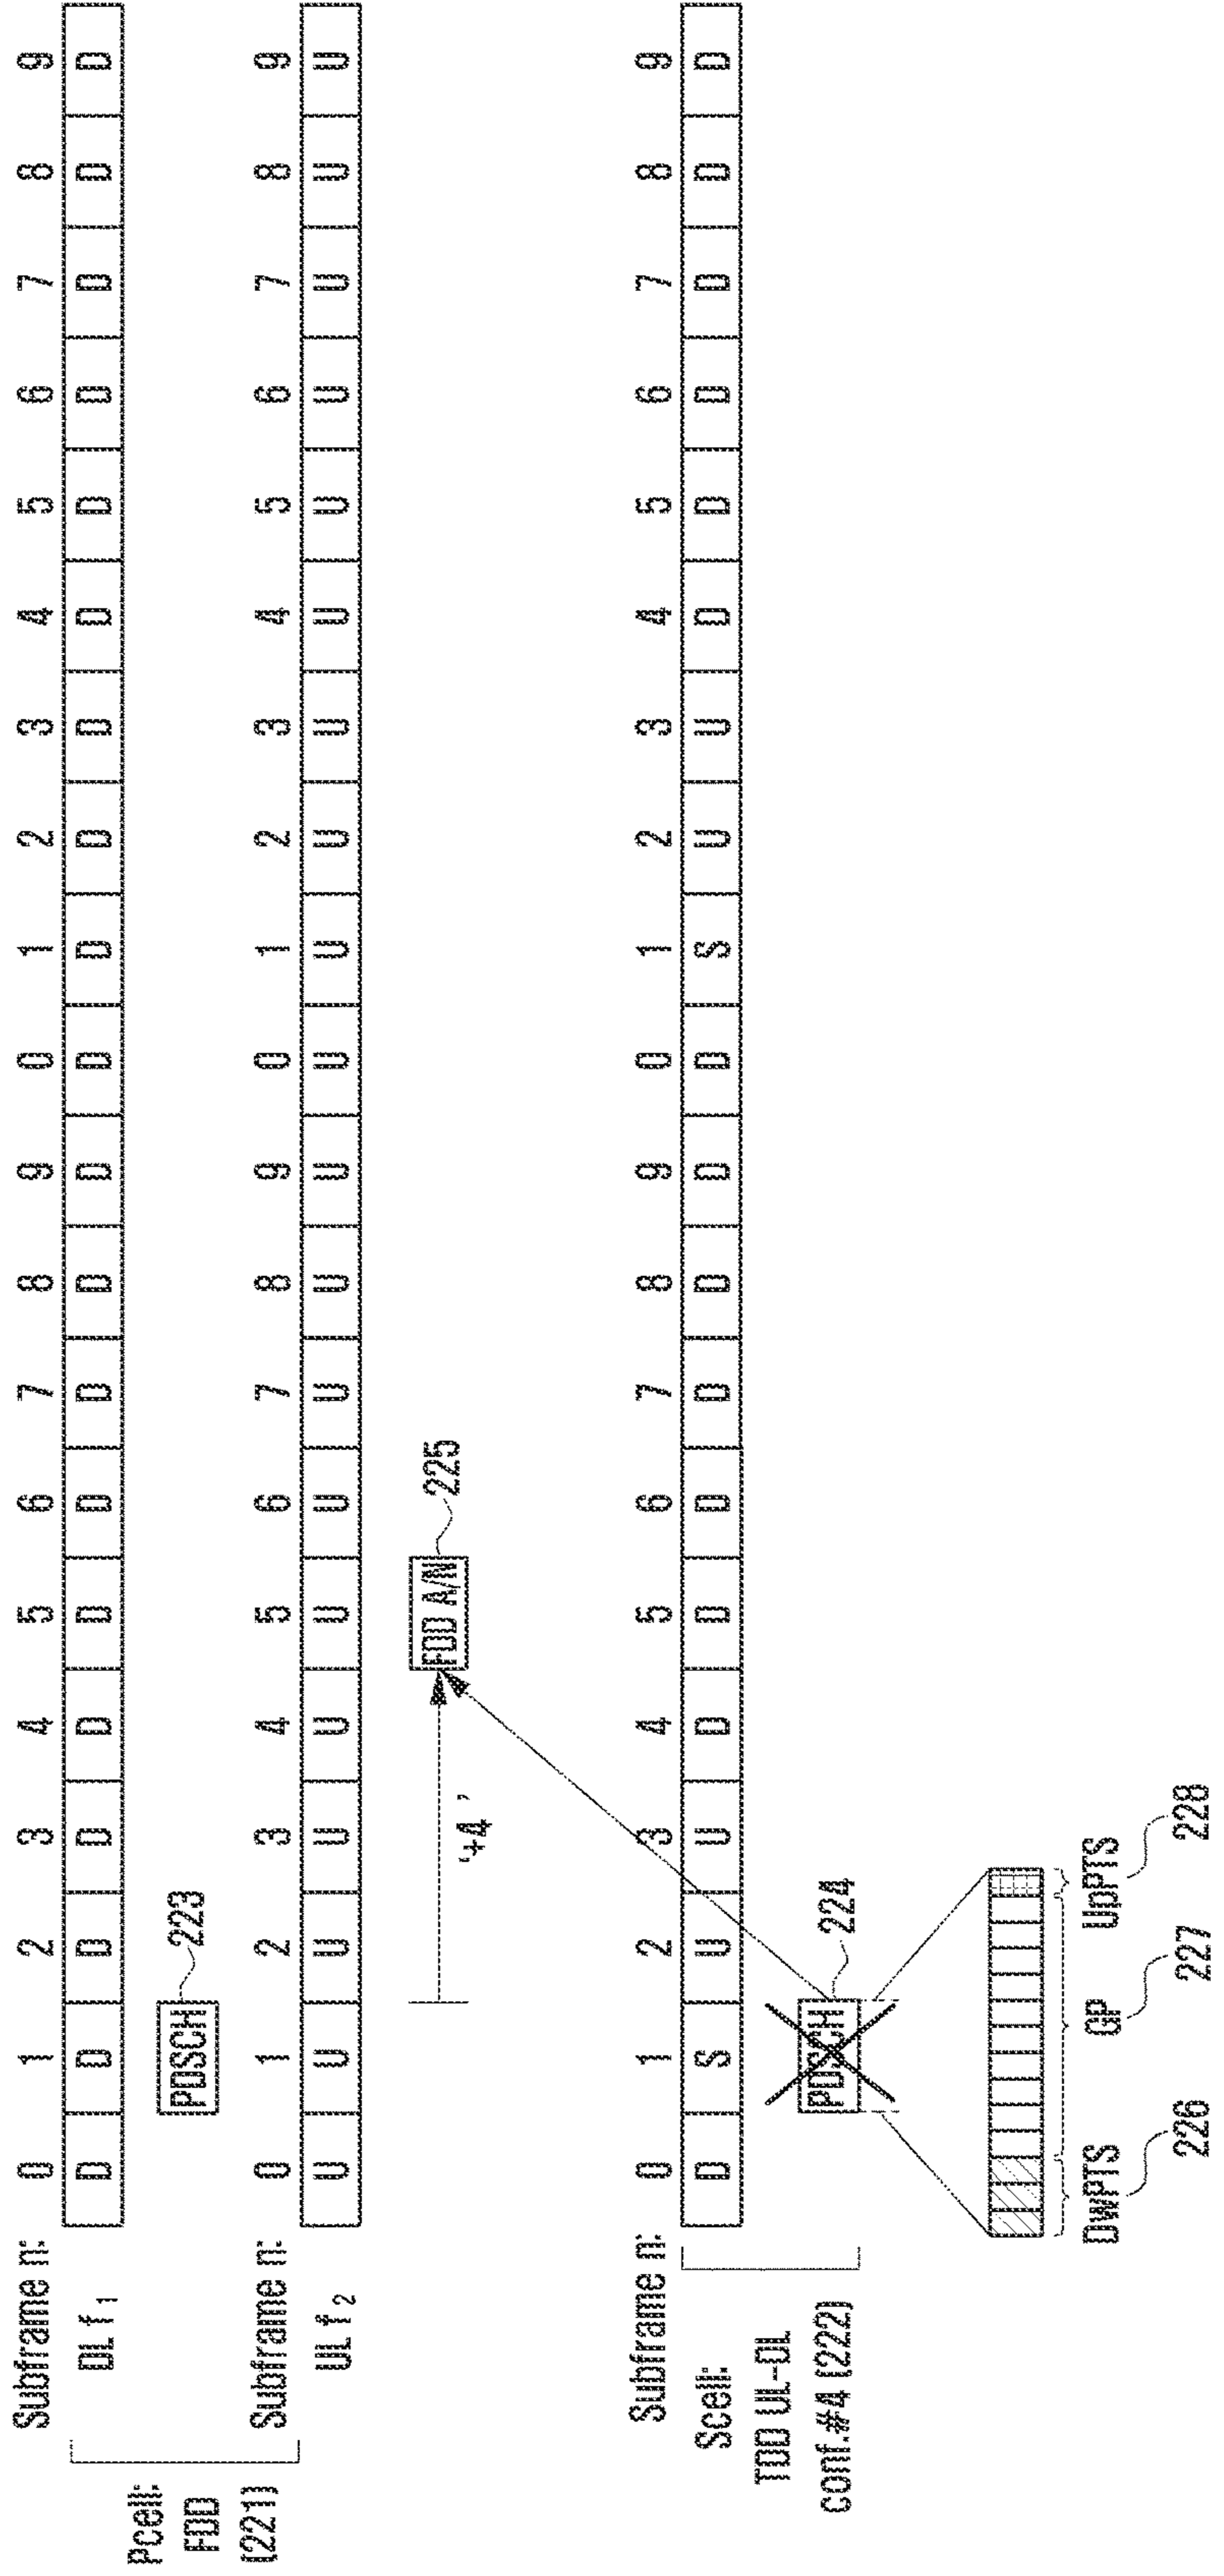 Subframe n: 0 1 2 3 4 5 6 7 8 9 0 1 2 3 4 5 6 7 8 9
DL f1 D D D D D D D D D D D D D D D D D D D D
PDSCH 223
Pcell:
FDD
(221)
Subframe n: 0 1 2 3 4 5 6 7 8 9 0 1 2 3 4 5 6 7 8 9
UL f2 U U U U U U U U U U U U U U U U U U U U
FDD A/N 225
'+4'
Subframe n: 0 1 2 3 4 5 6 7 8 9 0 1 2 3 4 5 6 7 8 9
Scell: D S U U D D D D D D D S U U D D D D D D
TDD UL-DL
conf.#4 (222)
PDSCH 224
DwPTS GP UpPTS
226 227 228